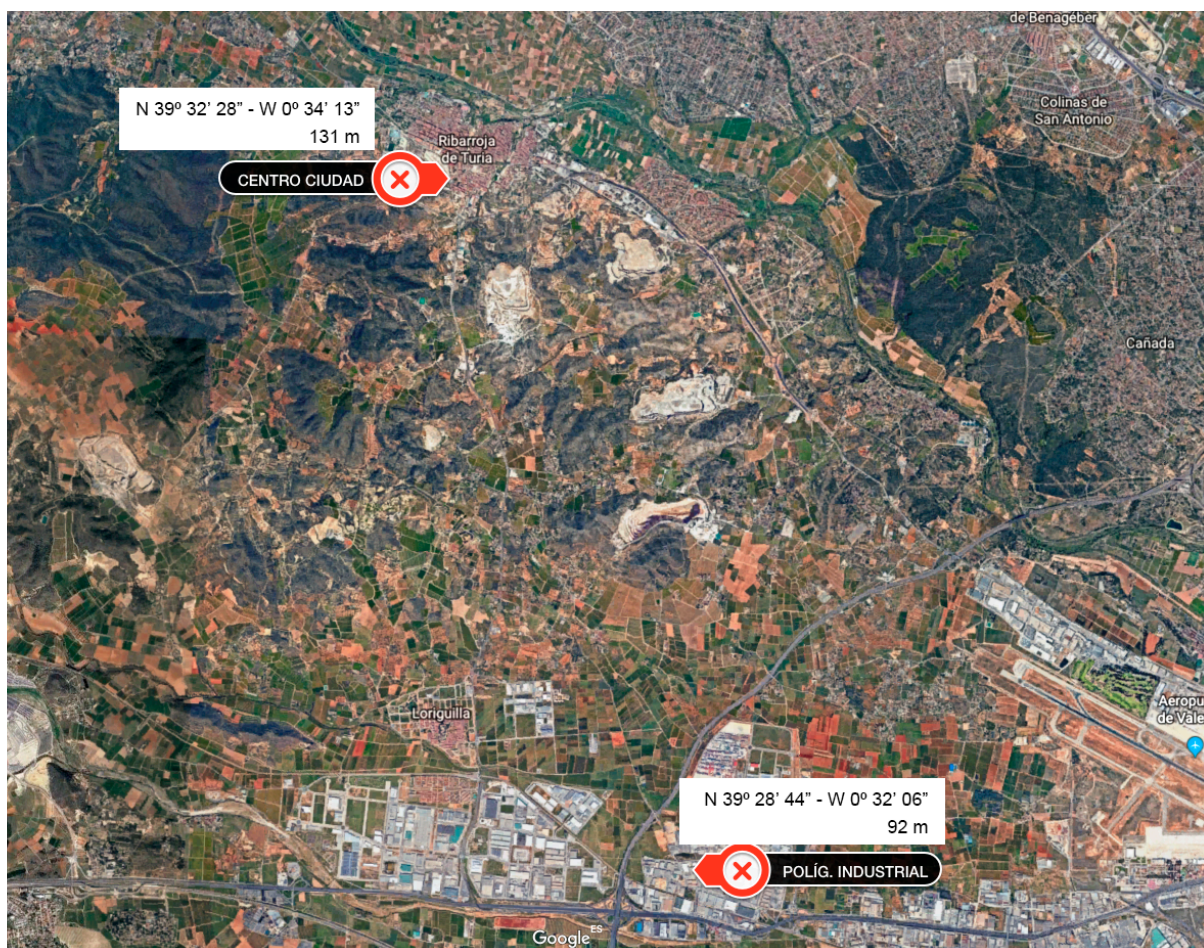 de Benagéber
Colinas de
San Antonio
N 39º 32’ 28” - W 0º 34’ 13”
131 m
Ribarroja
de Turia
CENTRO CIUDAD
Cañada
Loriguilla
Aeropu
de Vale
N 39º 28’ 44” - W 0º 32’ 06”
92 m
POLÍG. INDUSTRIAL
Google
ES